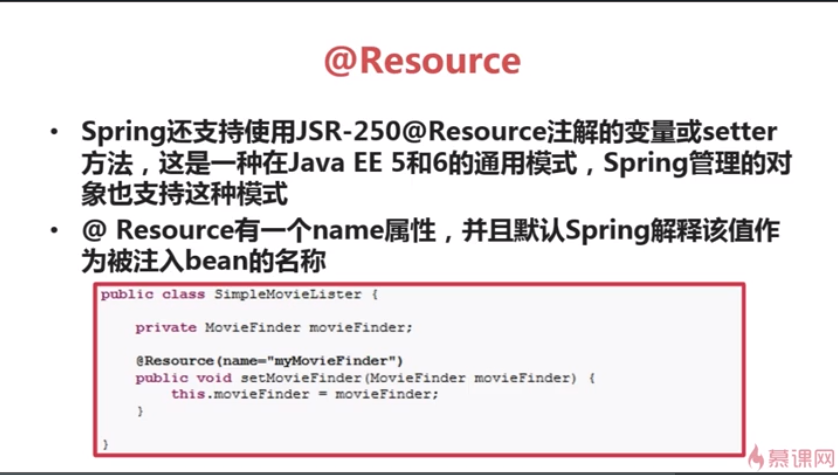 @Resource
• Spring还支持使用JSR-250@Resource注解的变量或setter
方法，这是一种在Java EE 5和6的通用模式，Spring管理的对
象也支持这种模式
• @ Resource有一个name属性，并且默认Spring解释该值作
为被注入bean的名称
public class SimpleMovieLister {
private MovieFinder movieFinder;
@Resource(name="myMovieFinder")
public void setMovieFinder(MovieFinder movieFinder) {
this.movieFinder = movieFinder;
}
}
慕课网